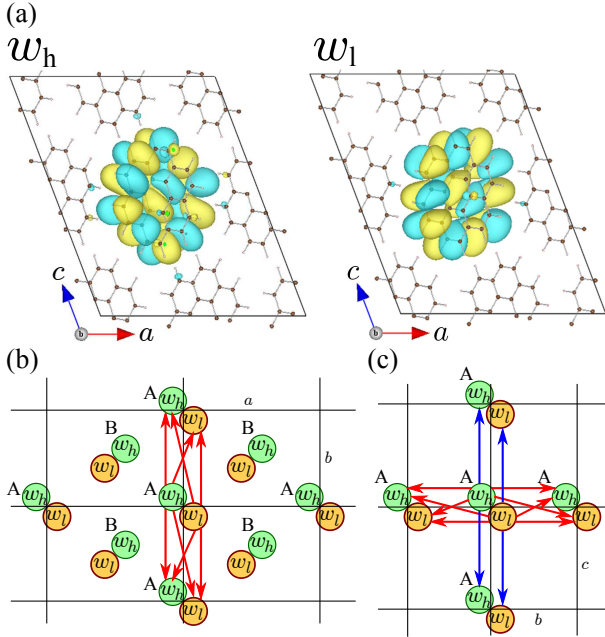 (a)
w_h w_l
c a b c a b
(b) (c)
A w_h w_l a
A w_h w_l
B w_h w_l B w_h w_l b
A w_h w_l A w_h w_l A w_h w_l
A w_h w_l A w_h w_l A w_h w_l
B w_h w_l B w_h w_l c
A w_h w_l
A w_h w_l b